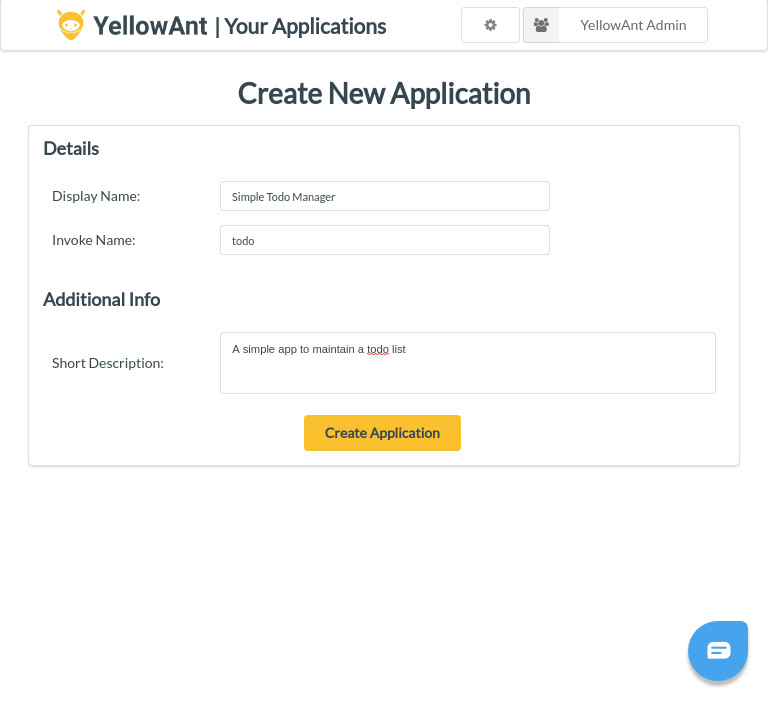 YellowAnt | Your Applications
YellowAnt Admin
Create New Application
Details
Display Name:
Simple Todo Manager
Invoke Name:
todo
Additional Info
Short Description:
A simple app to maintain a todo list
Create Application